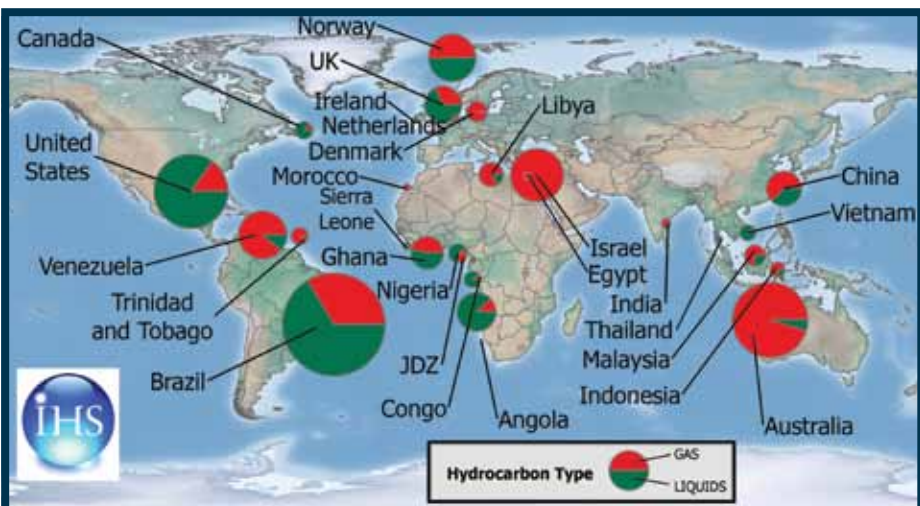 Norway
Canada
UK
Ireland
Netherlands
Denmark
Libya
United
States
Morocco
Sierra
Leone
China
Vietnam
Venezuela
Ghana
Israel
Egypt
Nigeria
India
Trinidad
and Tobago
Thailand
JDZ
Malaysia
Brazil
Congo
Angola
Indonesia
Australia
IHS
Hydrocarbon Type
GAS
LIQUIDS